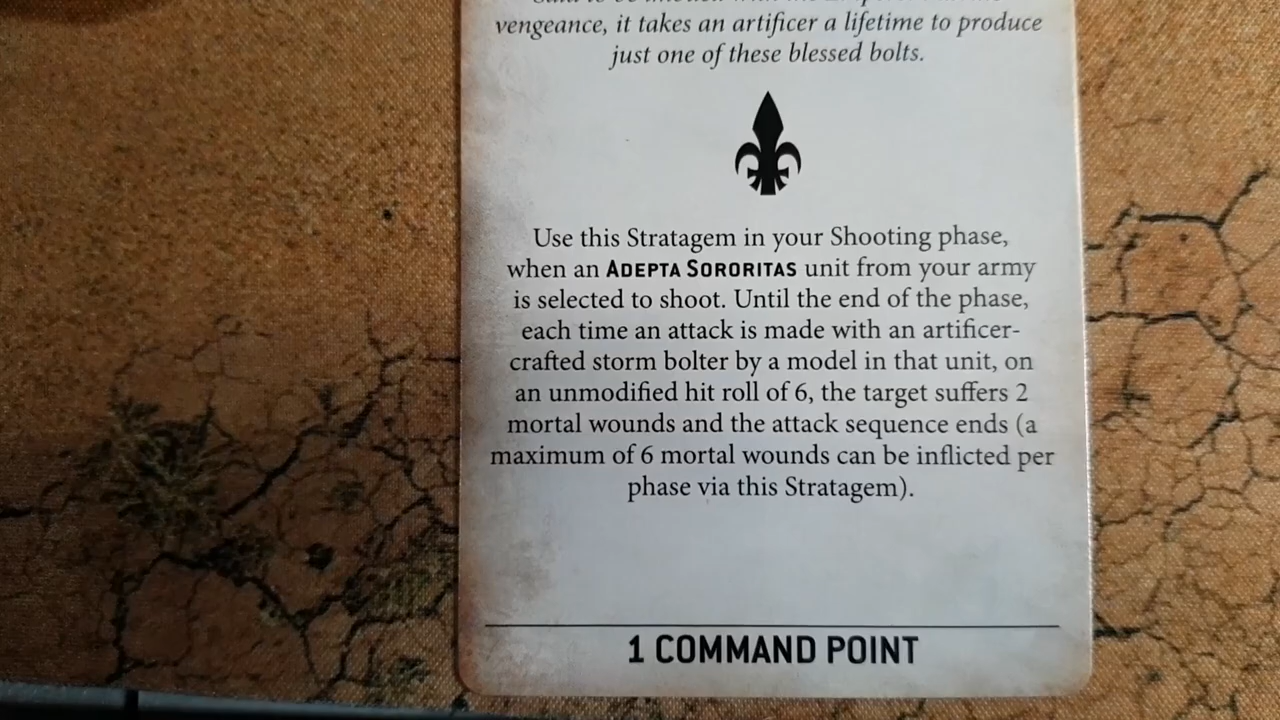 vengeance, it takes an artificer a lifetime to produce
just one of these blessed bolts.
Use this Stratagem in your Shooting phase,
when an ADEPTA SORORITAS unit from your army
is selected to shoot. Until the end of the phase,
each time an attack is made with an artificer-
crafted storm bolter by a model in that unit, on
an unmodified hit roll of 6, the target suffers 2
mortal wounds and the attack sequence ends (a
maximum of 6 mortal wounds can be inflicted per
phase via this Stratagem).
1 COMMAND POINT